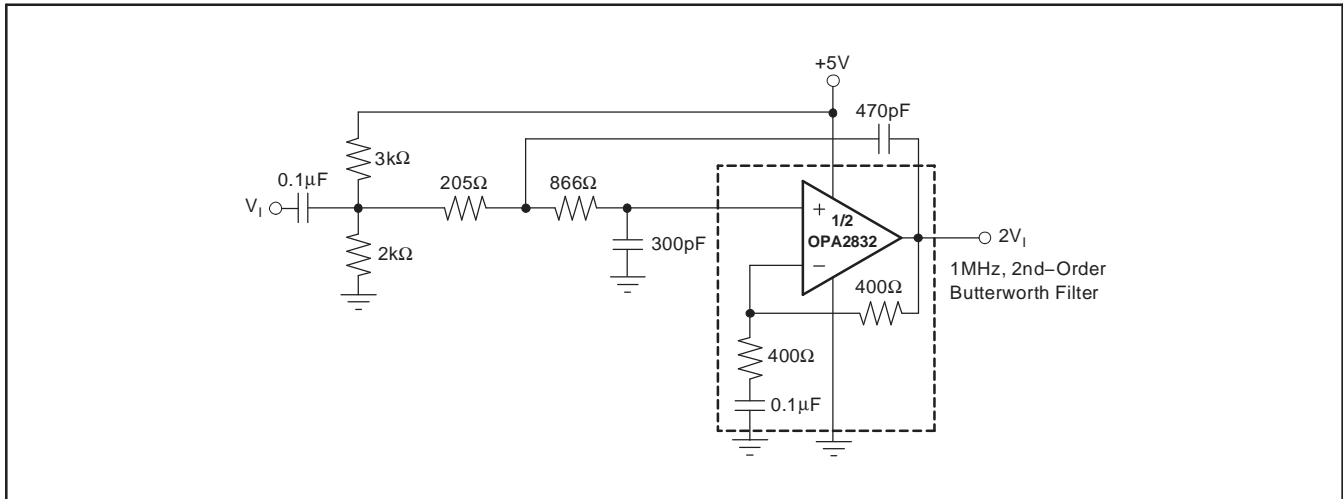 +5V
470pF
3kΩ
0.1μF
205Ω
866Ω
V_I
+
1/2
OPA2832
−
2V_I
300pF
2kΩ
1MHz, 2nd−Order
Butterworth Filter
400Ω
400Ω
0.1μF